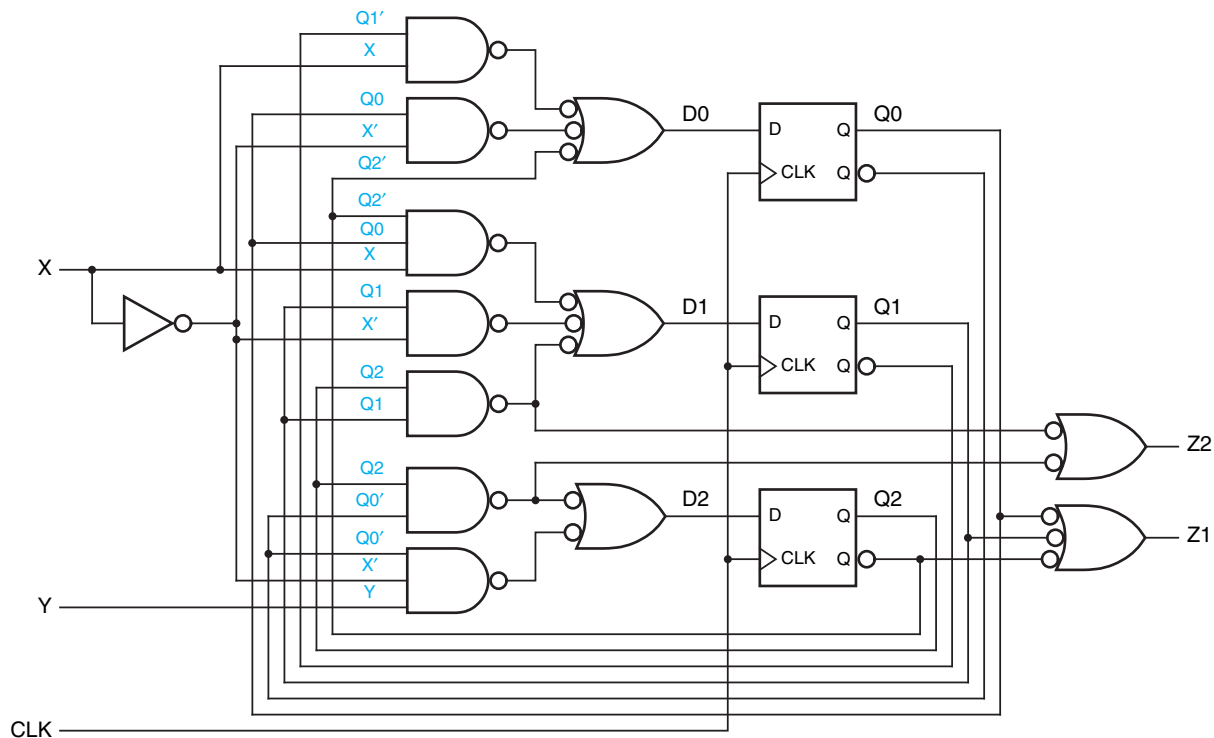 Q1′
X
Q0
X′
Q2′
D0
D Q
CLK Q
Q0
Q2′
Q0
X
X
Q1
X′
D1
D Q
CLK Q
Q1
Q2
Q1
Z2
Q2
Q0′
D2
D Q
CLK Q
Q2
Q0′
X′
Y
Z1
Y
CLK